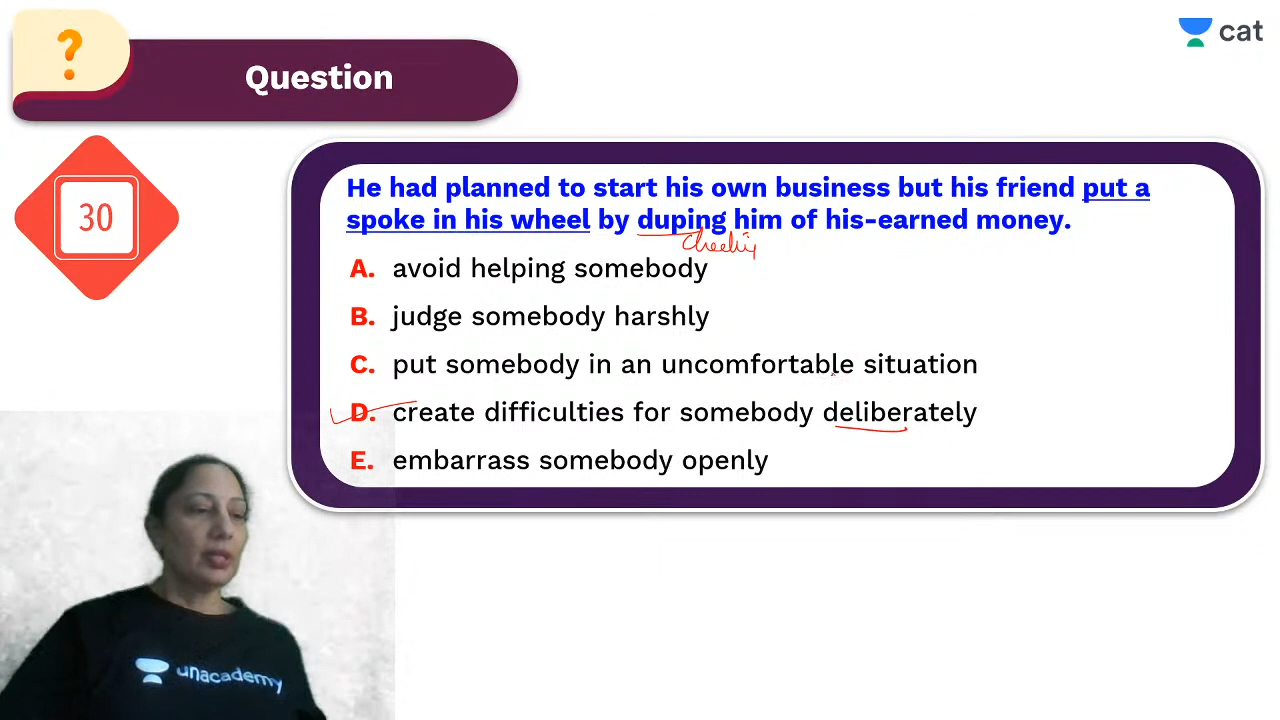 ?
Question
cat
30
He had planned to start his own business but his friend put a
spoke in his wheel by duping him of his-earned money.
A. avoid helping somebody
B. judge somebody harshly
C. put somebody in an uncomfortable situation
D. create difficulties for somebody deliberately
E. embarrass somebody openly
unacademy